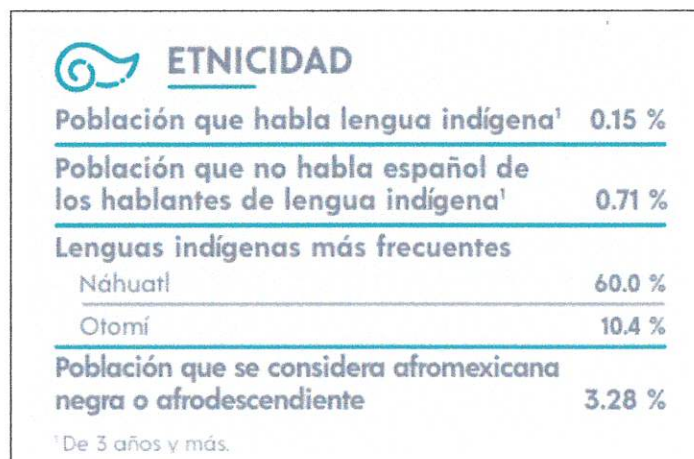 ETNICIDAD
Población que habla lengua indígena¹ 0.15 %
Población que no habla español de
los hablantes de lengua indígena¹ 0.71 %
Lenguas indígenas más frecuentes
Náhuatl 60.0 %
Otomí 10.4 %
Población que se considera afromexicana
negra o afrodescendiente 3.28 %
¹De 3 años y más.